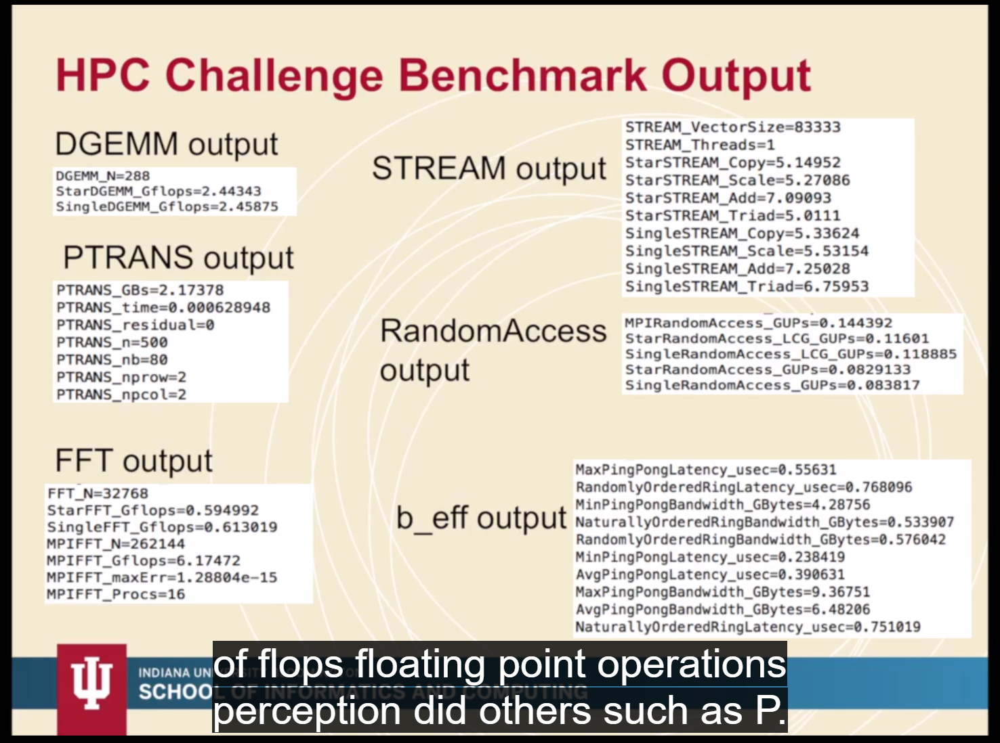 HPC Challenge Benchmark Output
DGEMM output
DGEMM_N=288
StarDGEMM_Gflops=2.44343
SingleDGEMM_Gflops=2.45875
PTRANS output
PTRANS_GBs=2.17378
PTRANS_time=0.000628948
PTRANS_residual=0
PTRANS_n=500
PTRANS_nb=80
PTRANS_nprow=2
PTRANS_npcol=2
FFT output
FFT_N=32768
StarFFT_Gflops=0.594992
SingleFFT_Gflops=0.613019
MPIFFT_N=262144
MPIFFT_Gflops=6.17472
MPIFFT_maxErr=1.28804e-15
MPIFFT_Procs=16
STREAM output
STREAM_VectorSize=83333
STREAM_Threads=1
StarSTREAM_Copy=5.14952
StarSTREAM_Scale=5.27086
StarSTREAM_Add=7.09093
StarSTREAM_Triad=5.0111
SingleSTREAM_Copy=5.33624
SingleSTREAM_Scale=5.53154
SingleSTREAM_Add=7.25028
SingleSTREAM_Triad=6.75953
RandomAccess
output
MPIRandomAccess_GUPs=0.144392
StarRandomAccess_LCG_GUPs=0.11601
SingleRandomAccess_LCG_GUPs=0.118885
StarRandomAccess_GUPs=0.0829133
SingleRandomAccess_GUPs=0.083817
b_eff output
MaxPingPongLatency_usec=0.55631
RandomlyOrderedRingLatency_usec=0.768096
MinPingPongBandwidth_GBytes=4.28756
NaturallyOrderedRingBandwidth_GBytes=0.533907
RandomlyOrderedRingBandwidth_GBytes=0.576042
MinPingPongLatency_usec=0.238419
AvgPingPongLatency_usec=0.390631
MaxPingPongBandwidth_GBytes=9.36751
AvgPingPongBandwidth_GBytes=6.48206
NaturallyOrderedRingLatency_usec=0.751019
INDIANA UNIVERSITY
SCHOOL OF INFORMATICS AND COMPUTING
of flops floating point operations
perception did others such as P.